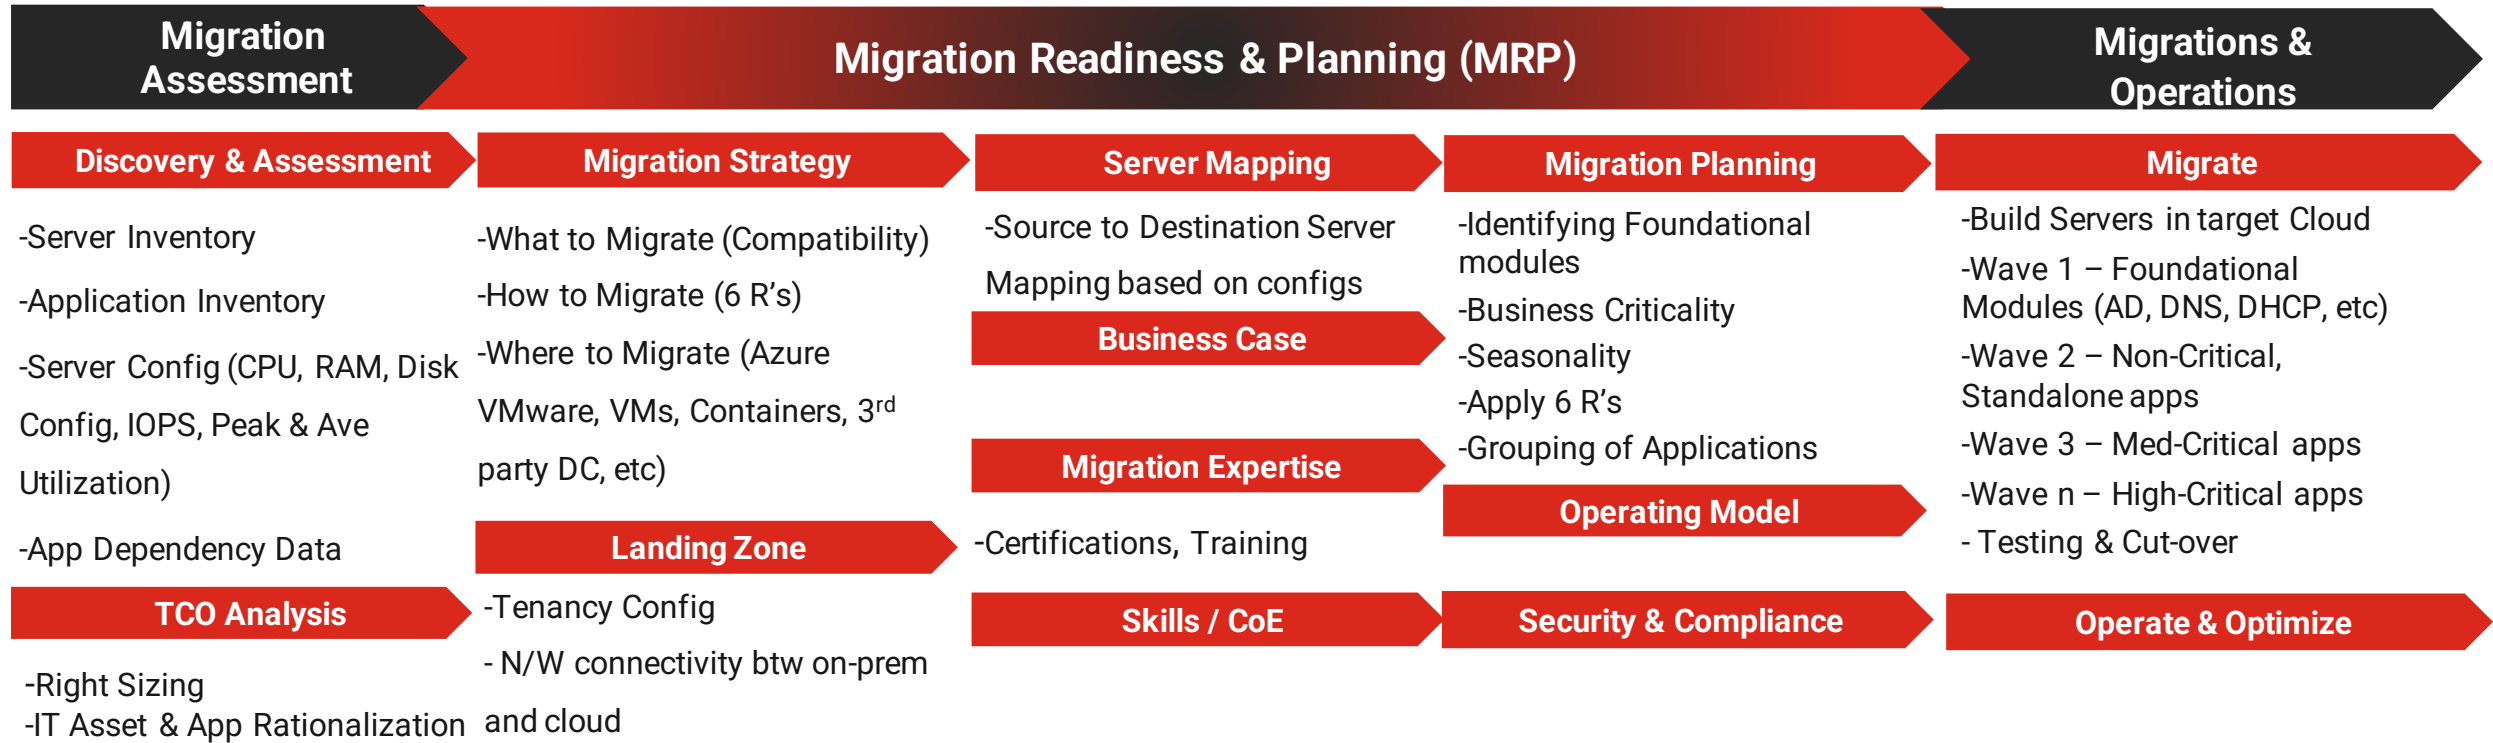 Migration
Assessment
Migration Readiness & Planning (MRP)
Migrations &
Operations
Discovery & Assessment
-Server Inventory
-Application Inventory
-Server Config (CPU, RAM, Disk
Config, IOPS, Peak & Ave
Utilization)
-App Dependency Data
TCO Analysis
-Right Sizing
-IT Asset & App Rationalization
Migration Strategy
-What to Migrate (Compatibility)
-How to Migrate (6 R’s)
-Where to Migrate (Azure
VMware, VMs, Containers, 3rd
party DC, etc)
Landing Zone
-Tenancy Config
- N/W connectivity btw on-prem
and cloud
Server Mapping
-Source to Destination Server
Mapping based on configs
Business Case
Migration Expertise
-Certifications, Training
Skills / CoE
Migration Planning
-Identifying Foundational
modules
-Business Criticality
-Seasonality
-Apply 6 R’s
-Grouping of Applications
Operating Model
Security & Compliance
Migrate
-Build Servers in target Cloud
-Wave 1 – Foundational
Modules (AD, DNS, DHCP, etc)
-Wave 2 – Non-Critical,
Standalone apps
-Wave 3 – Med-Critical apps
-Wave n – High-Critical apps
- Testing & Cut-over
Operate & Optimize